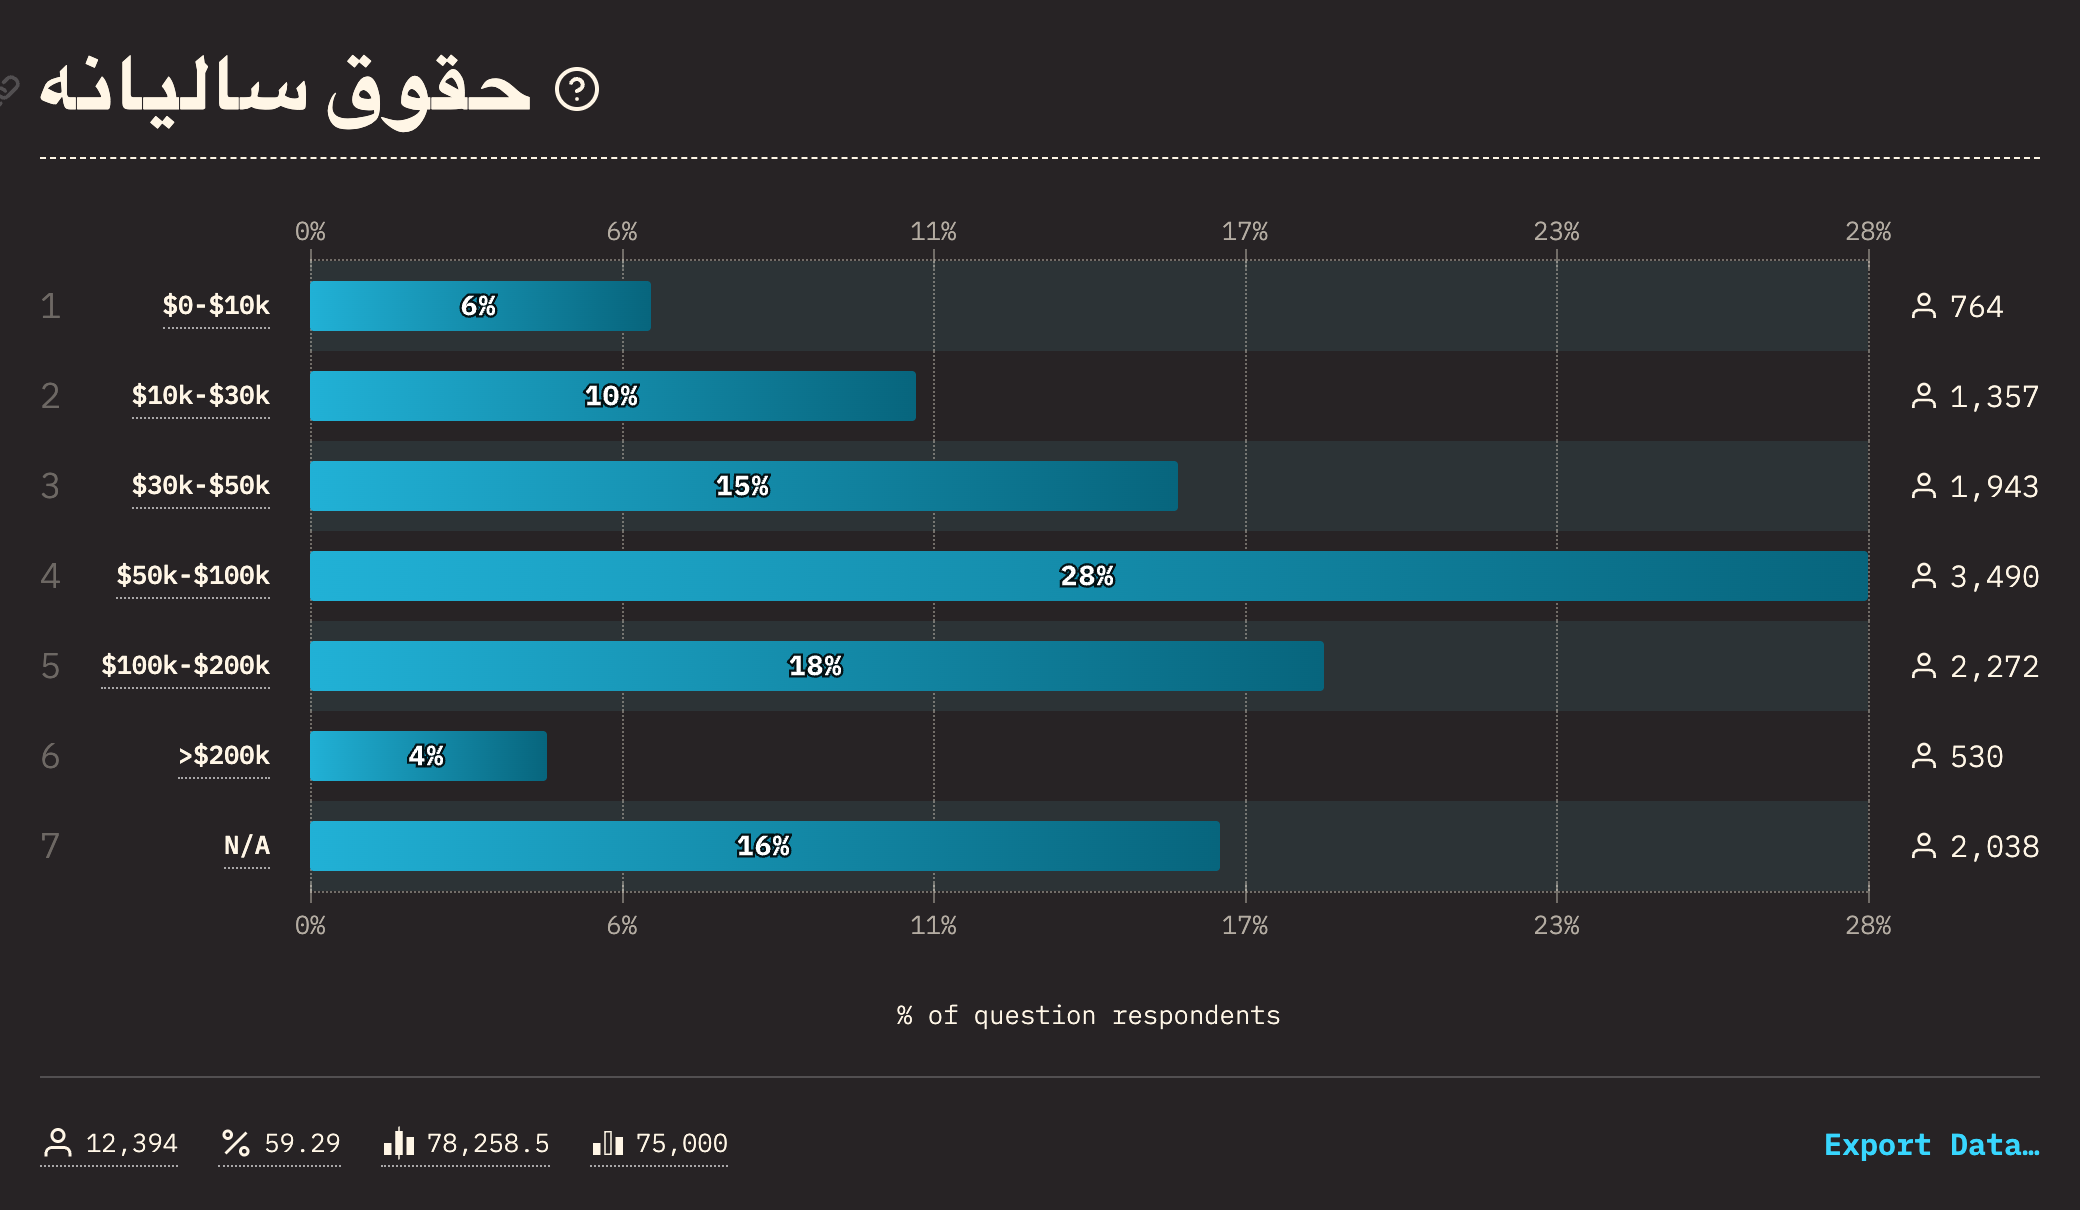 حقوق سالیانه
0% 6% 11% 17% 23% 28%
1 $0-$10k 6% 764
2 $10k-$30k 10% 1,357
3 $30k-$50k 15% 1,943
4 $50k-$100k 28% 3,490
5 $100k-$200k 18% 2,272
6 >$200k 4% 530
7 N/A 16% 2,038
0% 6% 11% 17% 23% 28%
% of question respondents
12,394 % 59.29 78,258.5 75,000 Export Data…